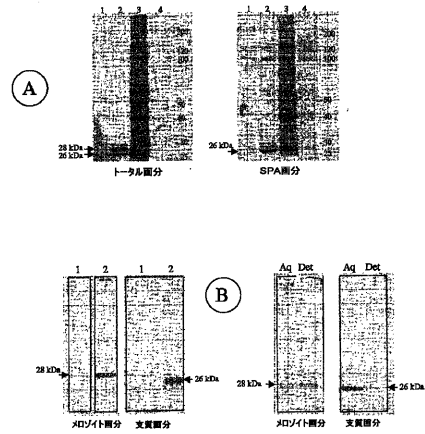 1 2 3 4
1 2 3 4
A
28 kDa
26 kDa
26 kDa
トータル画分
SPA画分
1 2
1 2
B
Aq Det
Aq Det
28 kDa
26 kDa
28 kDa
26 kDa
メロゾイト画分
支質画分
メロゾイト画分
支質画分